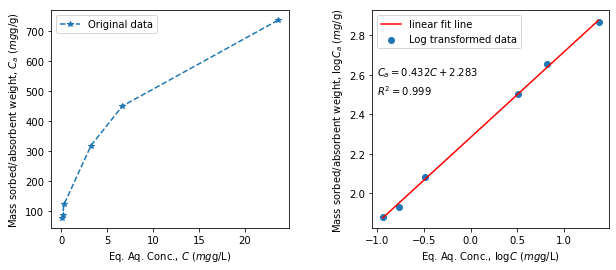 Original data
Mass sorbed/absorbent weight, Cₐ (mgg/g)
700
600
500
400
300
200
100
0
5
10
15
20
Eq. Aq. Conc., C (mgg/L)
linear fit line
Log transformed data
Cₐ = 0.432C + 2.283
R² = 0.999
Mass sorbed/absorbent weight, logCₐ (mg/g)
2.8
2.6
2.4
2.2
2.0
−1.0
−0.5
0.0
0.5
1.0
Eq. Aq. Conc., logC (mgg/L)